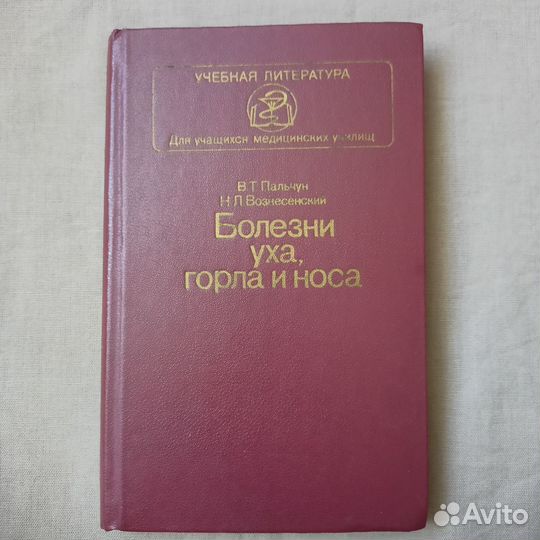 УЧЕБНАЯ ЛИТЕРАТУРА
Для учащихся медицинских училищ
В.Т. Пальчун
Н.Л. Вознесенский
Болезни
уха,
горла и носа
Avito